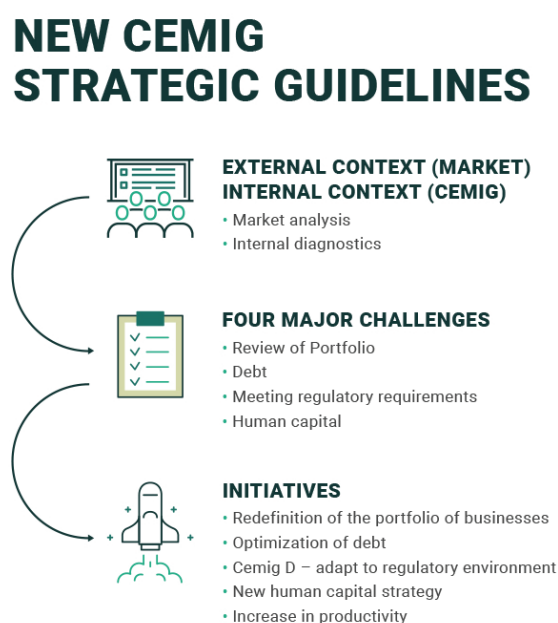 NEW CEMIG
STRATEGIC GUIDELINES
EXTERNAL CONTEXT (MARKET)
INTERNAL CONTEXT (CEMIG)
• Market analysis
• Internal diagnostics
FOUR MAJOR CHALLENGES
• Review of Portfolio
• Debt
• Meeting regulatory requirements
• Human capital
INITIATIVES
• Redefinition of the portfolio of businesses
• Optimization of debt
• Cemig D – adapt to regulatory environment
• New human capital strategy
• Increase in productivity